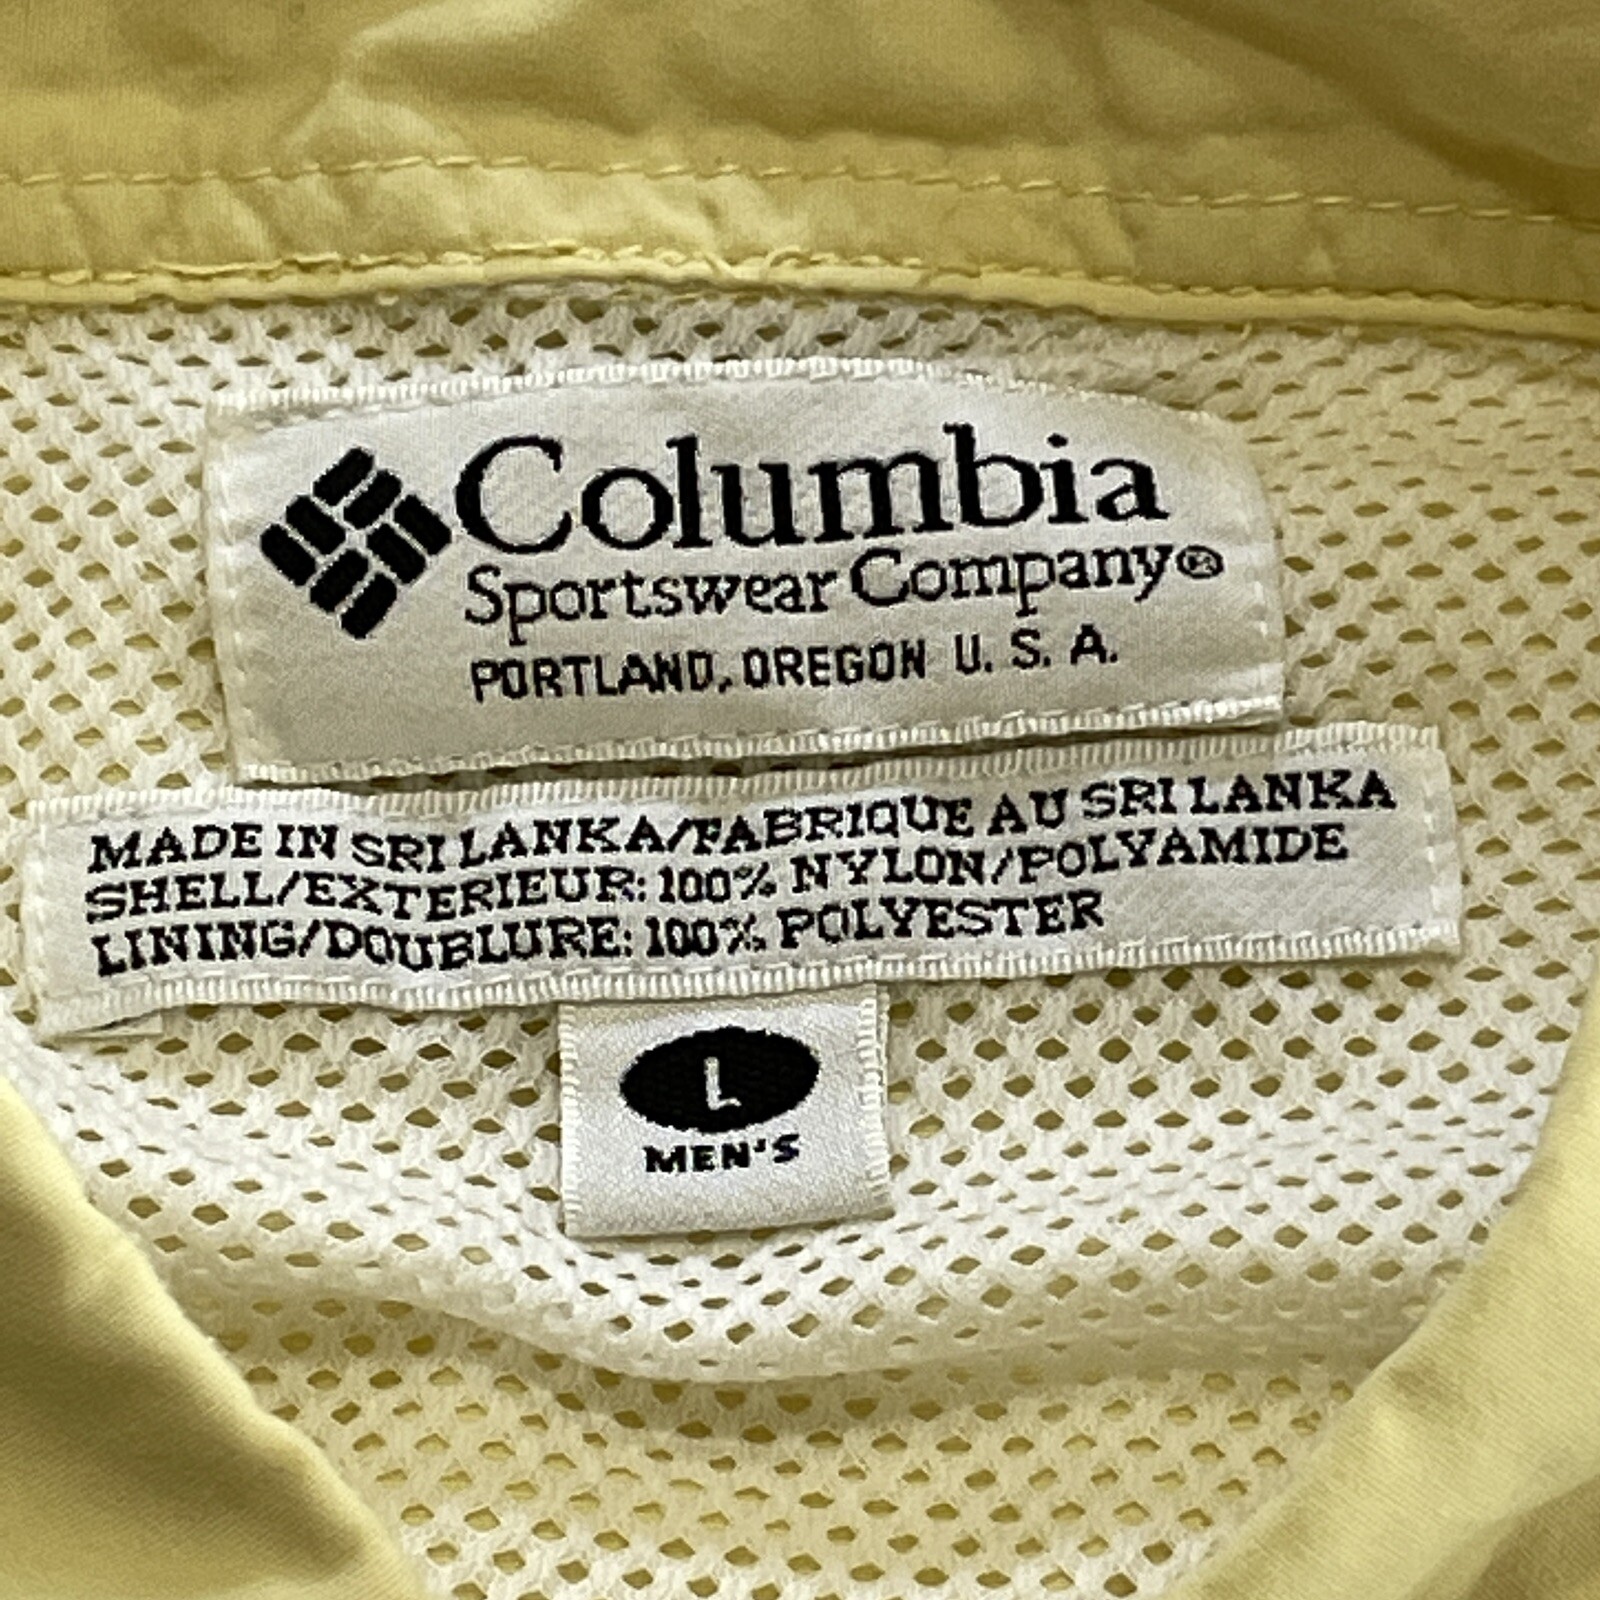 Columbia
Sportswear Company®
PORTLAND, OREGON U. S. A.
MADE IN SRI LANKA/FABRIQUE AU SRI LANKA
SHELL/EXTERIEUR: 100% NYLON/POLYAMIDE
LINING/DOUBLURE: 100% POLYESTER
L
MEN'S